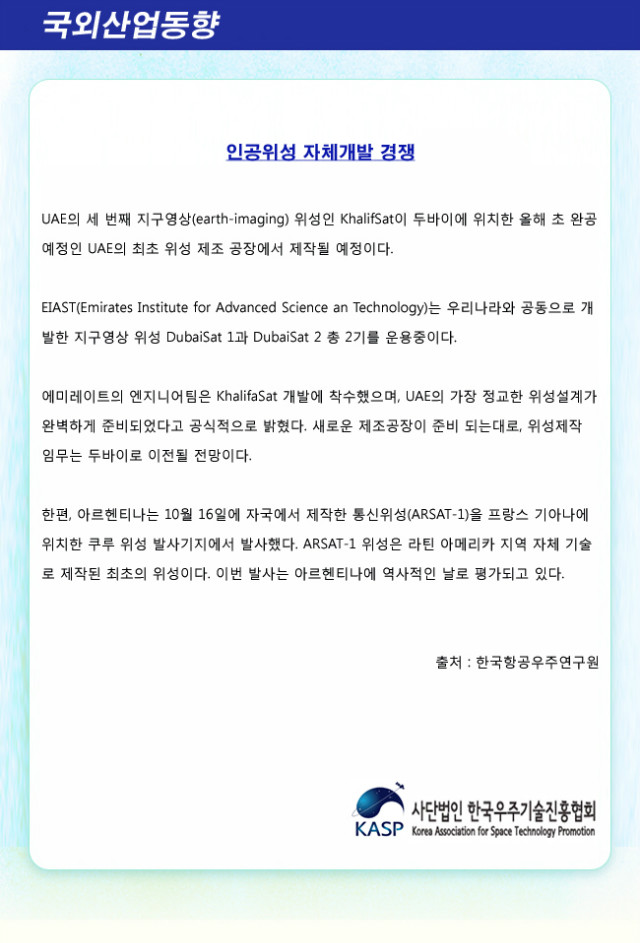 국외산업동향
인공위성 자체개발 경쟁
UAE의 세 번째 지구영상(earth-imaging) 위성인 KhalifSat이 두바이에 위치한 올해 초 완공
예정인 UAE의 최초 위성 제조 공장에서 제작될 예정이다.
EIAST(Emirates Institute for Advanced Science an Technology)는 우리나라와 공동으로 개
발한 지구영상 위성 DubaiSat 1과 DubaiSat 2 총 2기를 운용중이다.
에미레이트의 엔지니어팀은 KhalifaSat 개발에 착수했으며, UAE의 가장 정교한 위성설계가
완벽하게 준비되었다고 공식적으로 밝혔다. 새로운 제조공장이 준비 되는대로, 위성제작
임무는 두바이로 이전될 전망이다.
한편, 아르헨티나는 10월 16일에 자국에서 제작한 통신위성(ARSAT-1)을 프랑스 기아나에
위치한 쿠루 위성 발사기지에서 발사했다. ARSAT-1 위성은 라틴 아메리카 지역 자체 기술
로 제작된 최초의 위성이다. 이번 발사는 아르헨티나에 역사적인 날로 평가되고 있다.
출처 : 한국항공우주연구원
KASP
사단법인 한국우주기술진흥협회
Korea Association for Space Technology Promotion